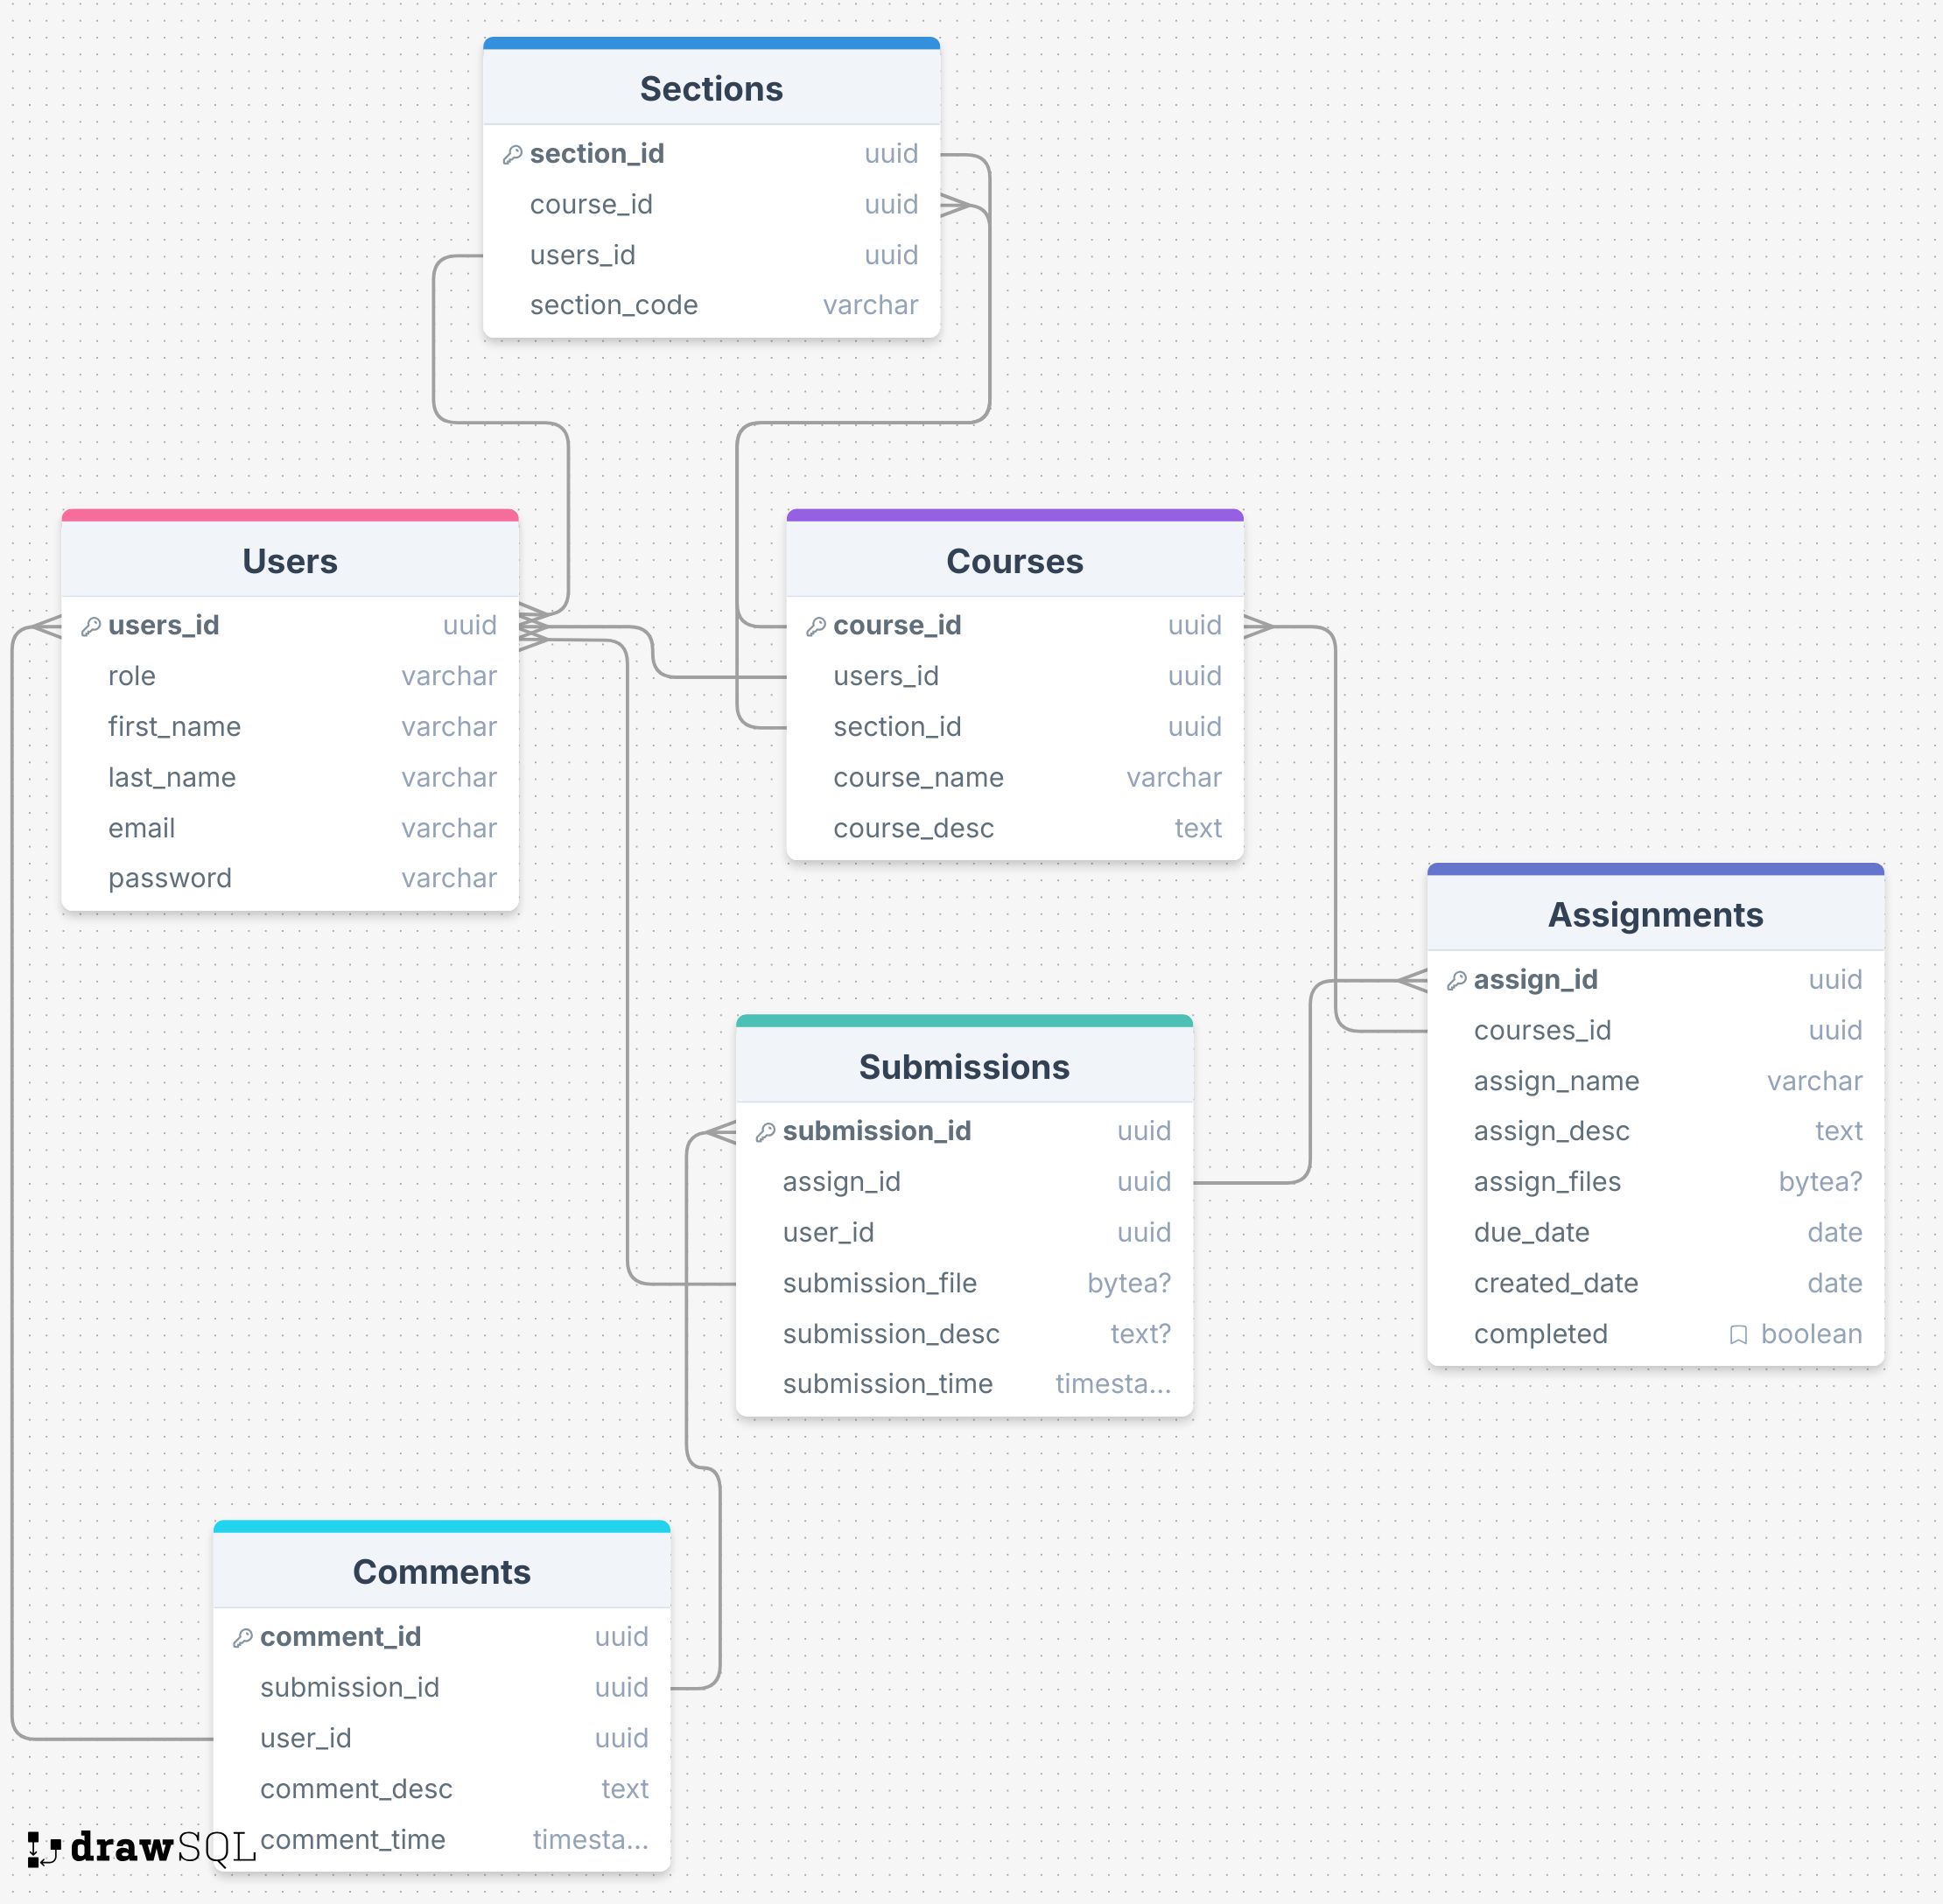 Sections
section_id uuid
course_id uuid
users_id uuid
section_code varchar
Users
users_id uuid
role varchar
first_name varchar
last_name varchar
email varchar
password varchar
Courses
course_id uuid
users_id uuid
section_id uuid
course_name varchar
course_desc text
Assignments
assign_id uuid
courses_id uuid
assign_name varchar
assign_desc text
assign_files bytea?
due_date date
created_date date
completed boolean
Submissions
submission_id uuid
assign_id uuid
user_id uuid
submission_file bytea?
submission_desc text?
submission_time timesta...
Comments
comment_id uuid
submission_id uuid
user_id uuid
comment_desc text
comment_time timesta...
drawSQL